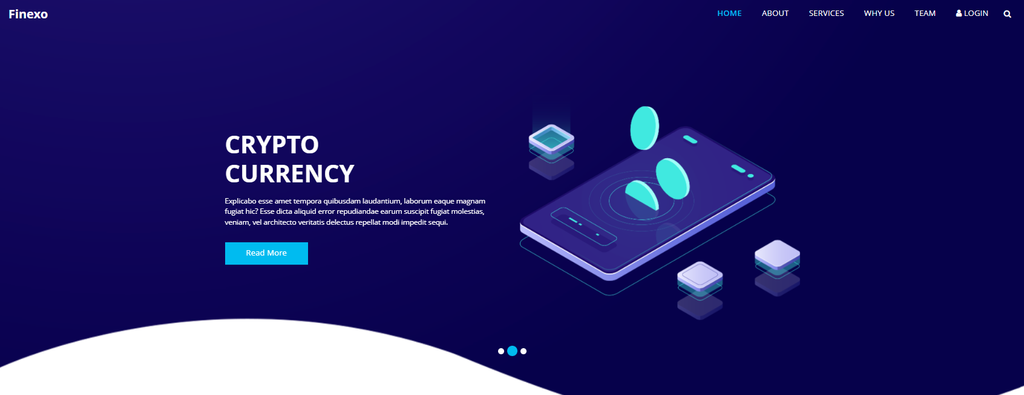 Finexo
HOME ABOUT SERVICES WHY US TEAM LOGIN
CRYPTO
CURRENCY
Explicabo esse amet tempora quibusdam laudantium, laborum eaque magnam
fugiat hic? Esse dicta aliquid error repudiandae earum suscipit fugiat molestias,
veniam, vel architecto veritatis delectus repellat modi impedit sequi.
Read More